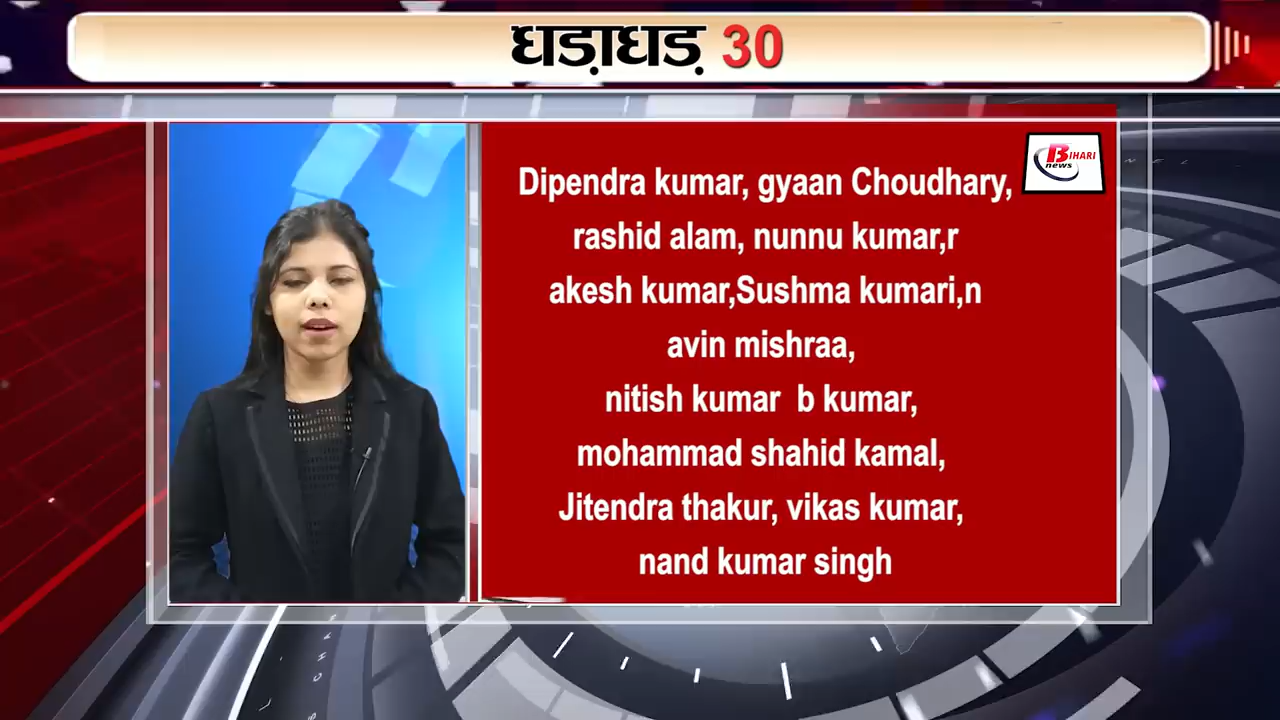 धड़ाधड़ 30
BIHARI
news
Dipendra kumar, gyaan Choudhary,
rashid alam, nunnu kumar,r
akesh kumar,Sushma kumari,n
avin mishraa,
nitish kumar  b kumar,
mohammad shahid kamal,
Jitendra thakur, vikas kumar,
nand kumar singh